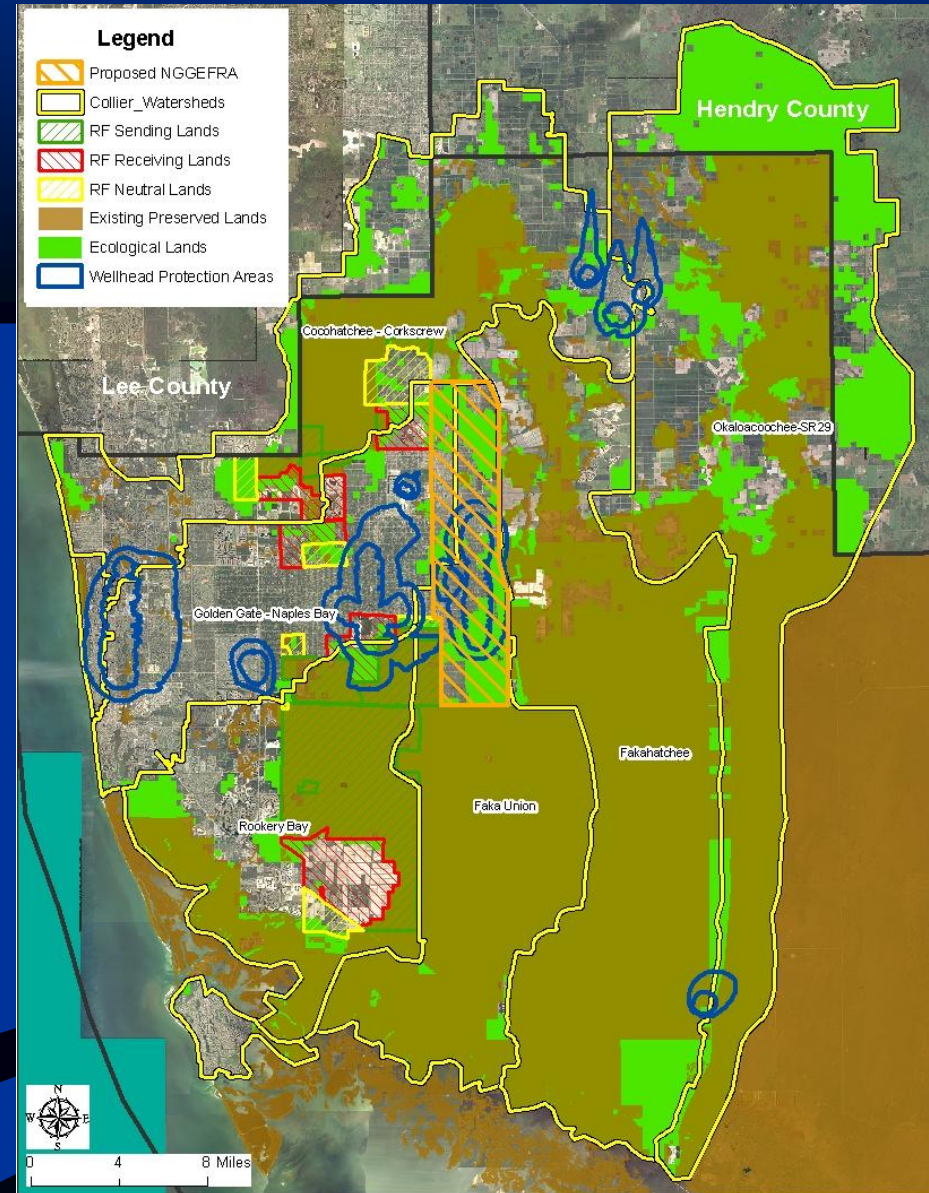 Legend
Proposed NGGEFRA
Collier_Watersheds
RF Sending Lands
RF Receiving Lands
RF Neutral Lands
Existing Preserved Lands
Ecological Lands
Wellhead Protection Areas
Hendry County
Cocohatchee - Corkscrew
Lee County
Okaloacoochee-SR29
Golden Gate - Naples Bay
Fakahatchee
Faka Union
Rookery Bay
N
W E
S
0 4 8 Miles